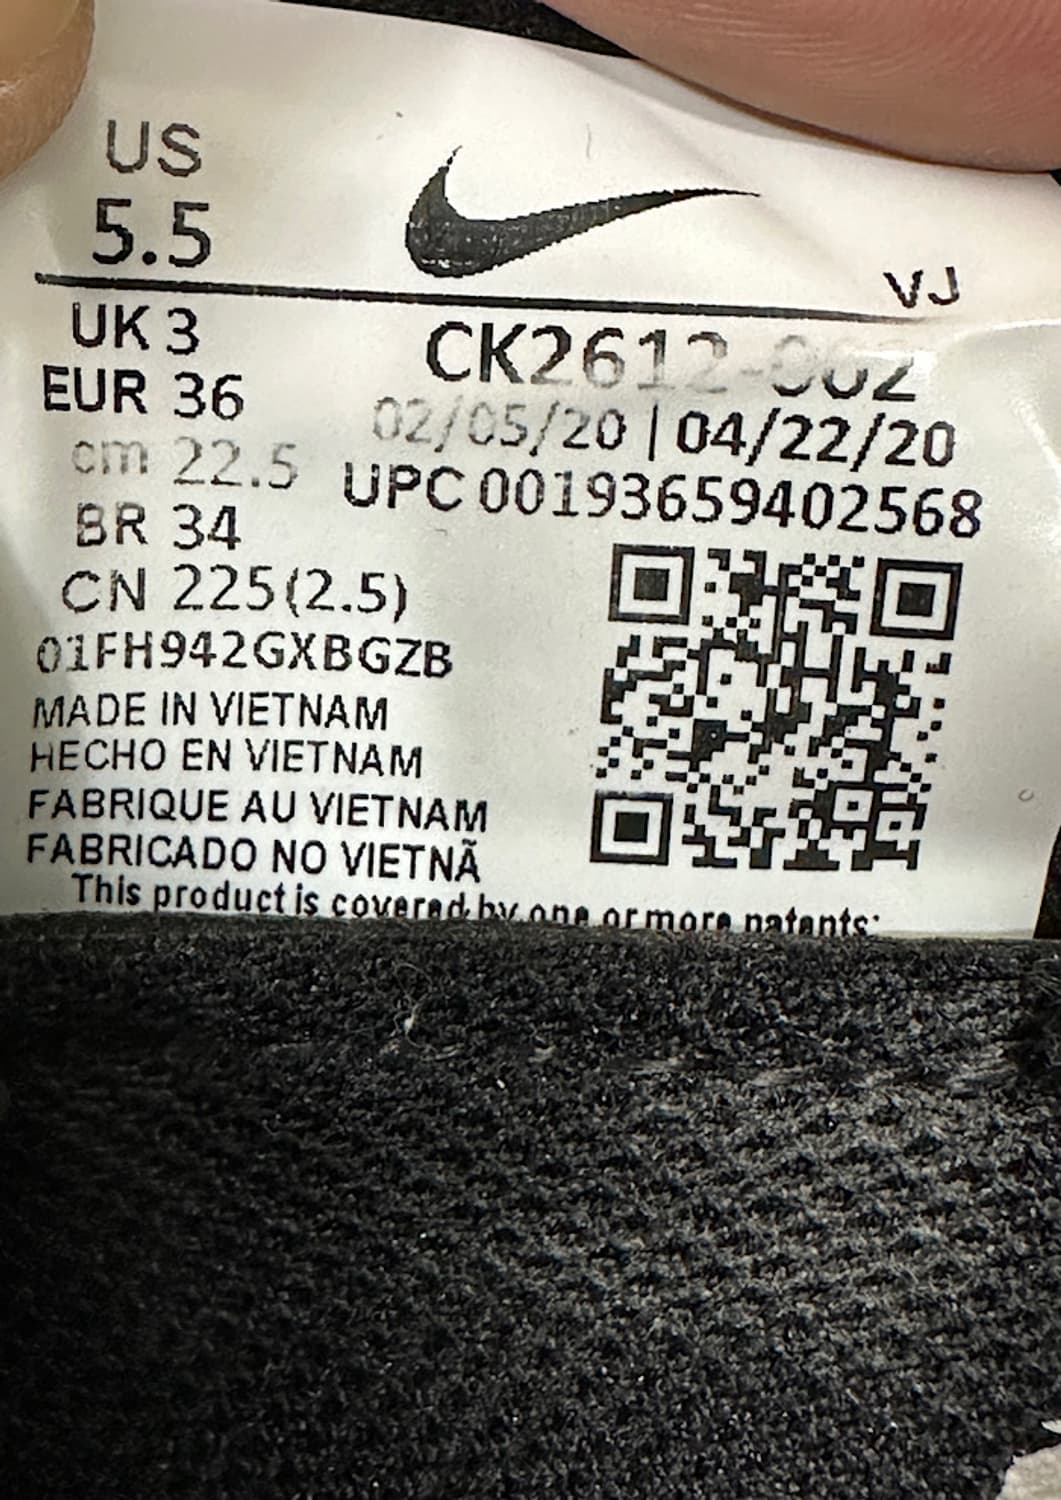 US
5.5
VJ
UK 3
EUR 36
cm 22.5
BR 34
CN 225(2.5)
CK2612-002
02/05/20 | 04/22/20
UPC 00193659402568
01FH942GXBGZB
MADE IN VIETNAM
HECHO EN VIETNAM
FABRIQUE AU VIETNAM
FABRICADO NO VIETNÃ
This product is covered by one or more patents: